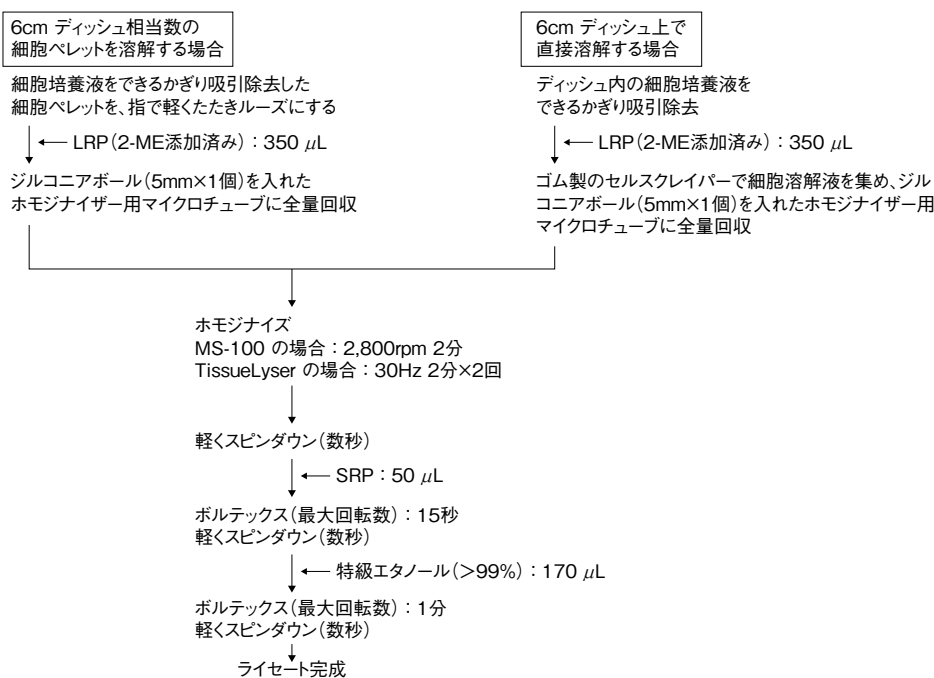 6cm ディッシュ相当数の
細胞ペレットを溶解する場合
細胞培養液をできるかぎり吸引除去した
細胞ペレットを、指で軽くたたきルーズにする
LRP(2-ME添加済み):350 μL
ジルコニアボール(5mm×1個)を入れた
ホモジナイザー用マイクロチューブに全量回収
6cm ディッシュ上で
直接溶解する場合
ディッシュ内の細胞培養液を
できるかぎり吸引除去
LRP(2-ME添加済み):350 μL
ゴム製のセルスクレイパーで細胞溶解液を集め、ジル
コニアボール(5mm×1個)を入れたホモジナイザー用
マイクロチューブに全量回収
ホモジナイズ
MS-100 の場合:2,800rpm 2分
TissueLyser の場合:30Hz 2分×2回
軽くスピンダウン(数秒)
SRP:50 μL
ボルテックス(最大回転数):15秒
軽くスピンダウン(数秒)
特級エタノール(>99%):170 μL
ボルテックス(最大回転数):1分
軽くスピンダウン(数秒)
ライセート完成